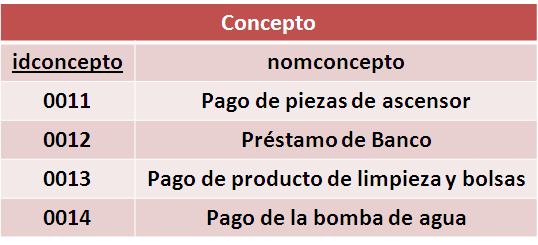 Concepto
idconcepto nomconcepto
0011 Pago de piezas de ascensor
0012 Préstamo de Banco
0013 Pago de producto de limpieza y bolsas
0014 Pago de la bomba de agua